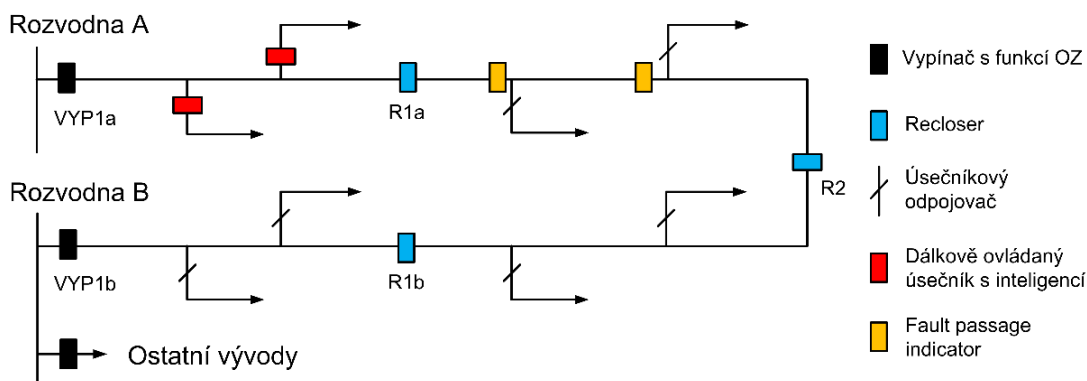 Rozvodna A
VYP1a
R1a
R2
Rozvodna B
VYP1b
R1b
Ostatní vývody
Vypínač s funkcí OZ
Recloser
Úsečníkový
odpojovač
Dálkově ovládaný
úsečník s inteligencí
Fault passage
indicator